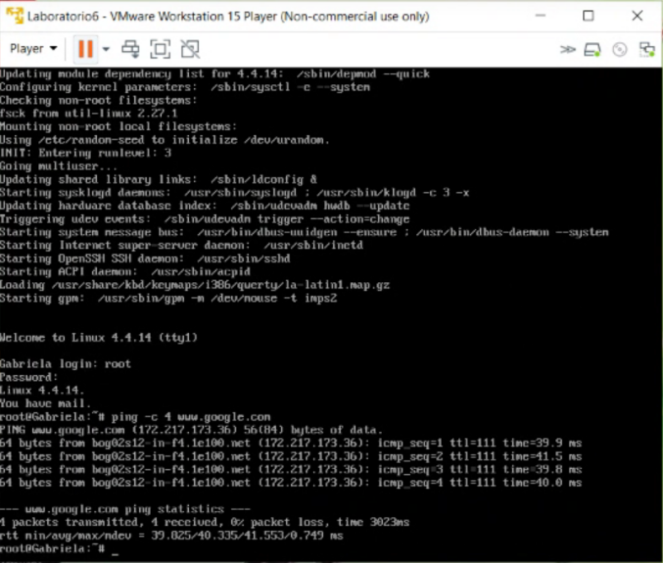 Laboratorio6 - VMware Workstation 15 Player (Non-commercial use only)
Player
Updating module dependency list for 4.4.14: /sbin/depmod --quick
Configuring kernel parameters: /sbin/sysctl -e --system
Checking non-root filesystems:
fsck from util-linux 2.27.1
Mounting non-root local filesystems:
Using /etc/random-seed to initialize /dev/urandom.
INIT: Entering runlevel: 3
Going multiuser...
Updating shared library links: /sbin/ldconfig &
Starting sysklogd daemons: /usr/sbin/syslogd ; /usr/sbin/klogd -c 3 -x
Updating hardware database index: /sbin/udevadm hwdb --update
Triggering udev events: /sbin/udevadm trigger --action=change
Starting system message bus: /usr/bin/dbus-uuidgen --ensure ; /usr/bin/dbus-daemon --system
Starting Internet super-server daemon: /usr/sbin/inetd
Starting OpenSSH SSH daemon: /usr/sbin/sshd
Starting ACPI daemon: /usr/sbin/acpid
Loading /usr/share/kbd/keymaps/i386/qwerty/la-latin1.map.gz
Starting gpm: /usr/sbin/gpm -m /dev/mouse -t imps2
Welcome to Linux 4.4.14 (tty1)
Gabriela login: root
Password:
Linux 4.4.14.
You have mail.
root@Gabriela:~# ping -c 4 www.google.com
PING www.google.com (172.217.173.36) 56(84) bytes of data.
64 bytes from bog02s12-in-f4.1e100.net (172.217.173.36): icmp_seq=1 ttl=111 time=39.9 ms
64 bytes from bog02s12-in-f4.1e100.net (172.217.173.36): icmp_seq=2 ttl=111 time=41.5 ms
64 bytes from bog02s12-in-f4.1e100.net (172.217.173.36): icmp_seq=3 ttl=111 time=39.8 ms
64 bytes from bog02s12-in-f4.1e100.net (172.217.173.36): icmp_seq=4 ttl=111 time=40.0 ms
--- www.google.com ping statistics ---
4 packets transmitted, 4 received, 0% packet loss, time 3023ms
rtt min/avg/max/mdev = 39.825/40.335/41.553/0.749 ms
root@Gabriela:~# _